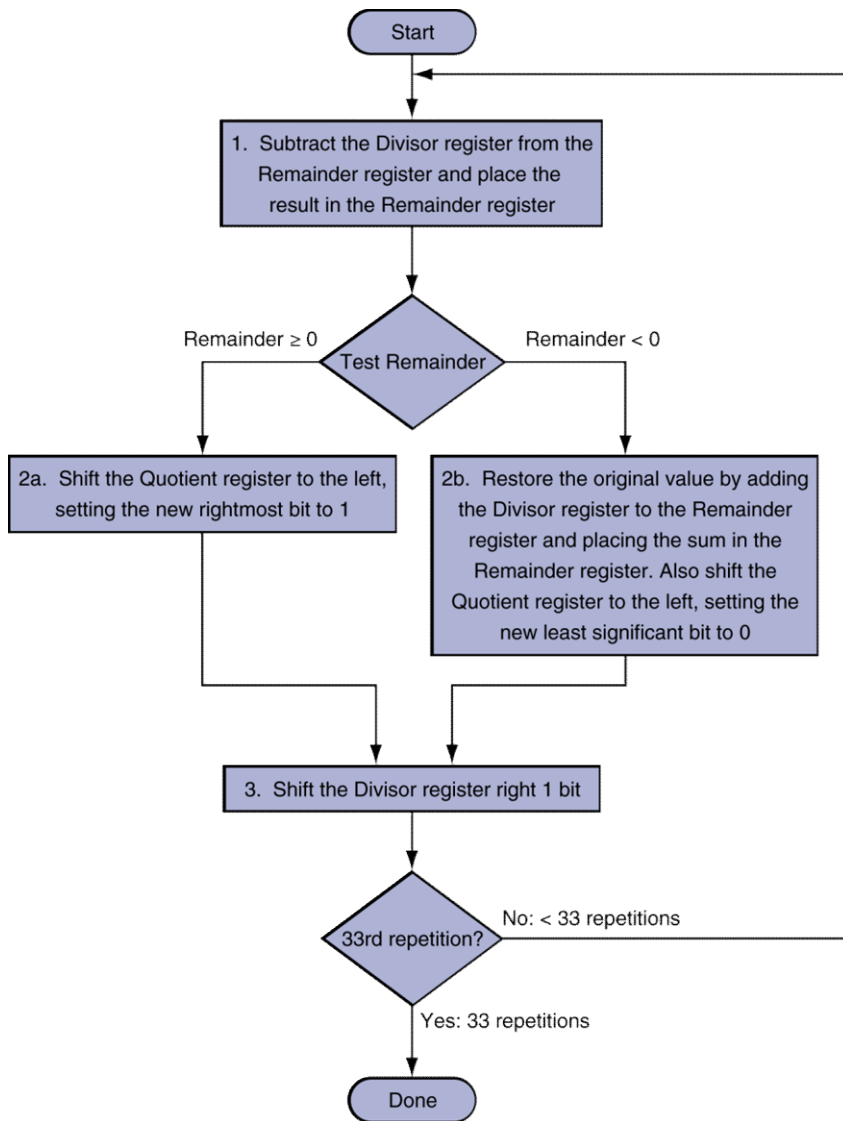 Start
1. Subtract the Divisor register from the
Remainder register and place the
result in the Remainder register
Remainder ≥ 0
Remainder < 0
Test Remainder
2a. Shift the Quotient register to the left,
setting the new rightmost bit to 1
2b. Restore the original value by adding
the Divisor register to the Remainder
register and placing the sum in the
Remainder register. Also shift the
Quotient register to the left, setting the
new least significant bit to 0
3. Shift the Divisor register right 1 bit
No: < 33 repetitions
33rd repetition?
Yes: 33 repetitions
Done